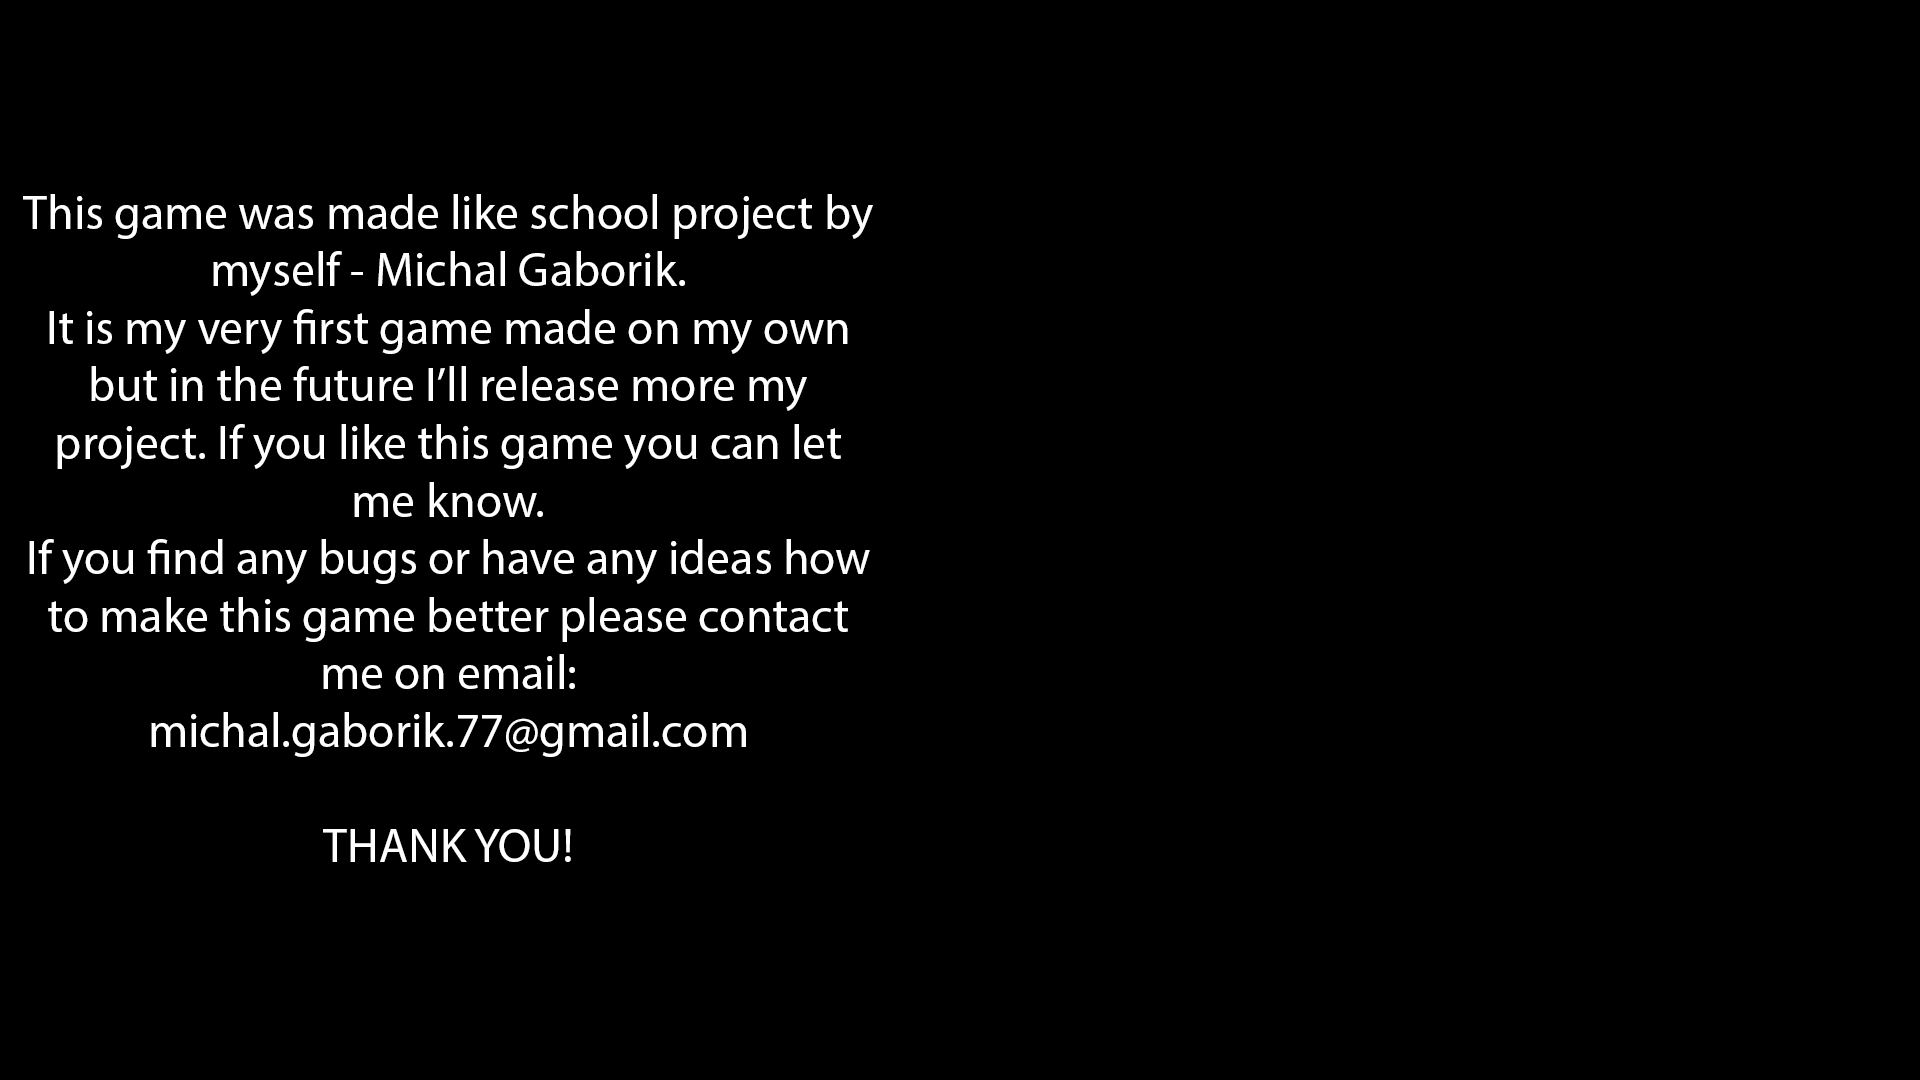 This game was made like school project by
myself - Michal Gaborik.
It is my very first game made on my own
but in the future I’ll release more my
project. If you like this game you can let
me know.
If you find any bugs or have any ideas how
to make this game better please contact
me on email:
michal.gaborik.77@gmail.com
THANK YOU!